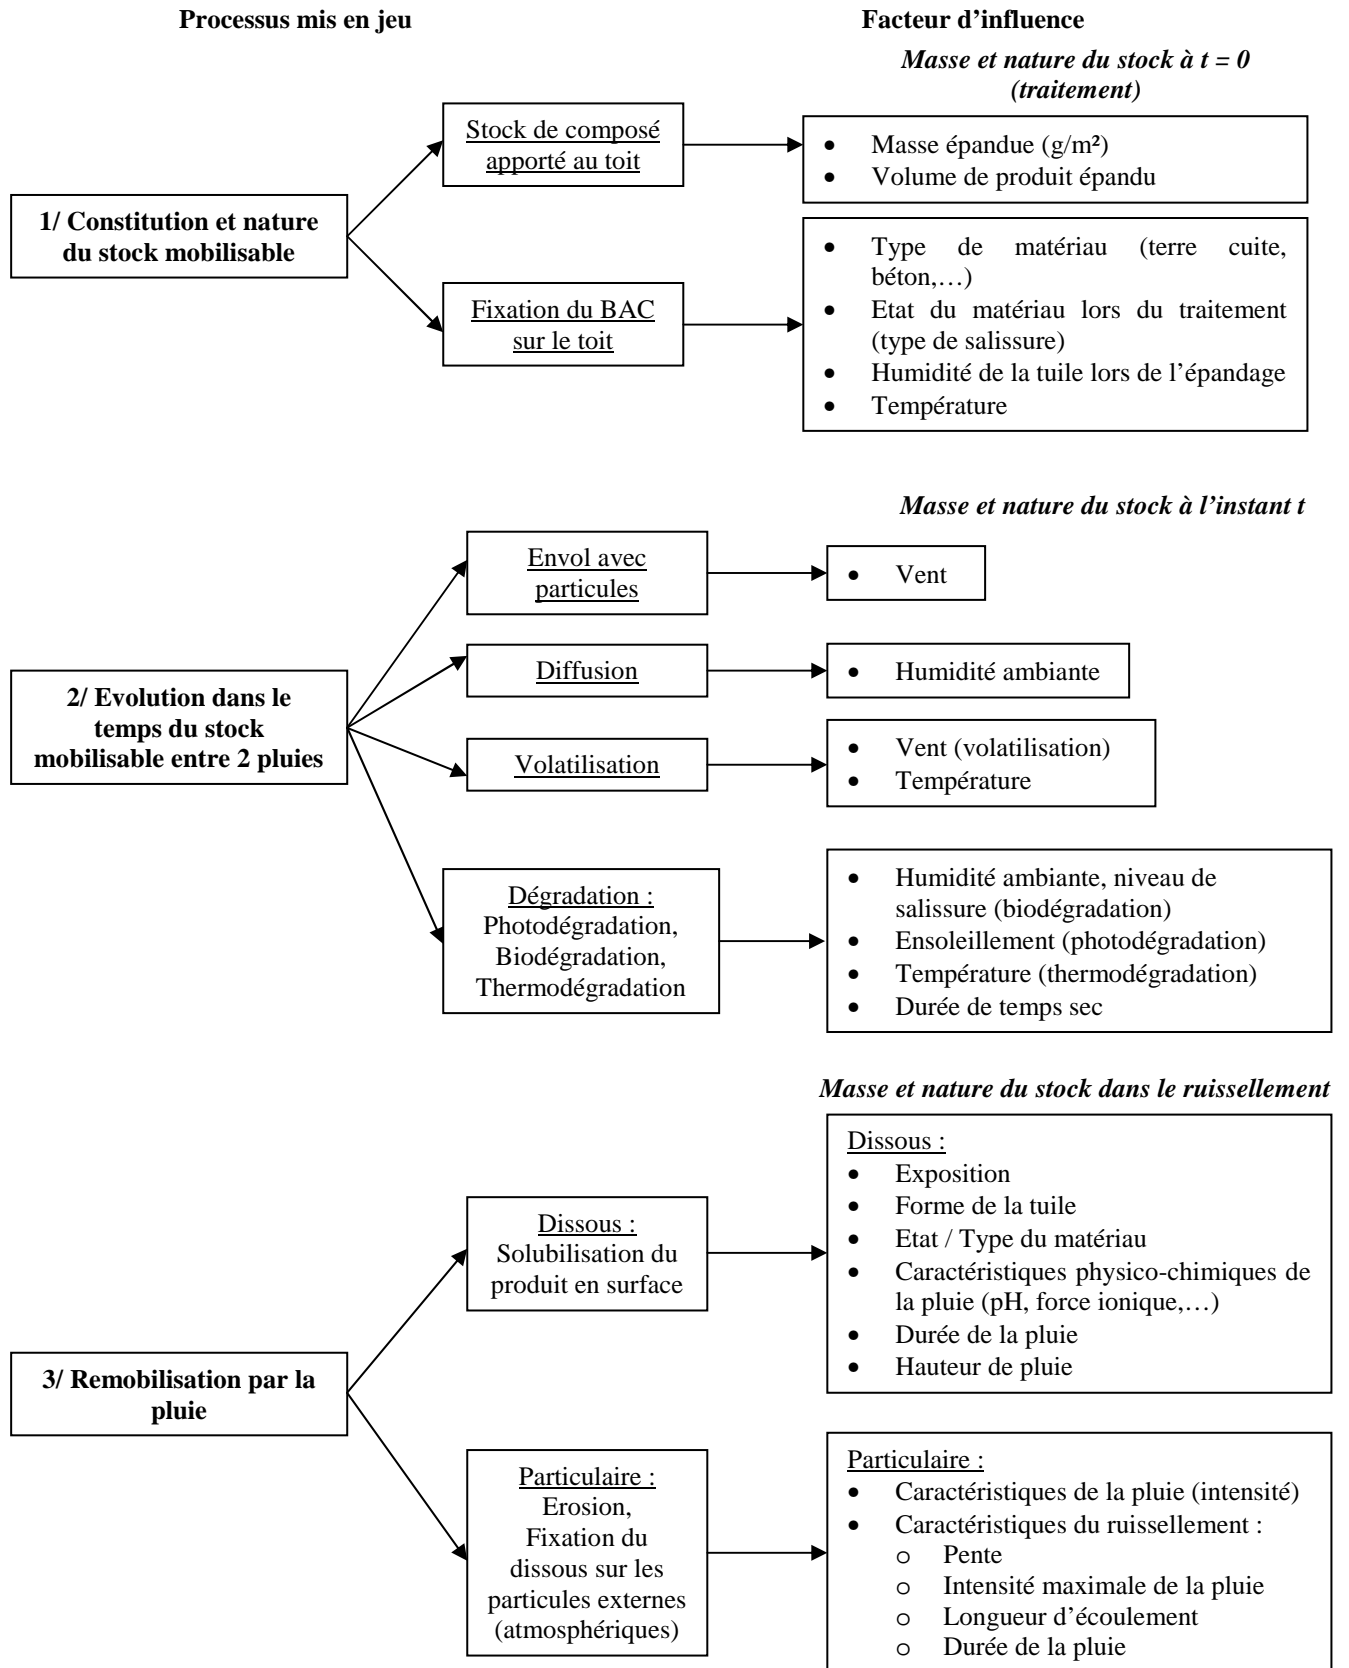 Processus mis en jeu
Facteur d’influence
Masse et nature du stock à t = 0
(traitement)
Stock de composé
apporté au toit
• Masse épandue (g/m²)
• Volume de produit épandu
1/ Constitution et nature
du stock mobilisable
Fixation du BAC
sur le toit
• Type de matériau (terre cuite,
béton,…)
• Etat du matériau lors du traitement
(type de salissure)
• Humidité de la tuile lors de l’épandage
• Température
Masse et nature du stock à l’instant t
Envol avec
particules
• Vent
Diffusion
• Humidité ambiante
2/ Evolution dans le
temps du stock
mobilisable entre 2 pluies
Volatilisation
• Vent (volatilisation)
• Température
Dégradation :
Photodégradation,
Biodégradation,
Thermodégradation
• Humidité ambiante, niveau de
salissure (biodégradation)
• Ensoleillement (photodégradation)
• Température (thermodégradation)
• Durée de temps sec
Masse et nature du stock dans le ruissellement
Dissous :
Solubilisation du
produit en surface
Dissous :
• Exposition
• Forme de la tuile
• Etat / Type du matériau
• Caractéristiques physico-chimiques de
la pluie (pH, force ionique,…)
• Durée de la pluie
• Hauteur de pluie
3/ Remobilisation par la
pluie
Particulaire :
Erosion,
Fixation du
dissous sur les
particules externes
(atmosphériques)
Particulaire :
• Caractéristiques de la pluie (intensité)
• Caractéristiques du ruissellement :
o Pente
o Intensité maximale de la pluie
o Longueur d’écoulement
o Durée de la pluie